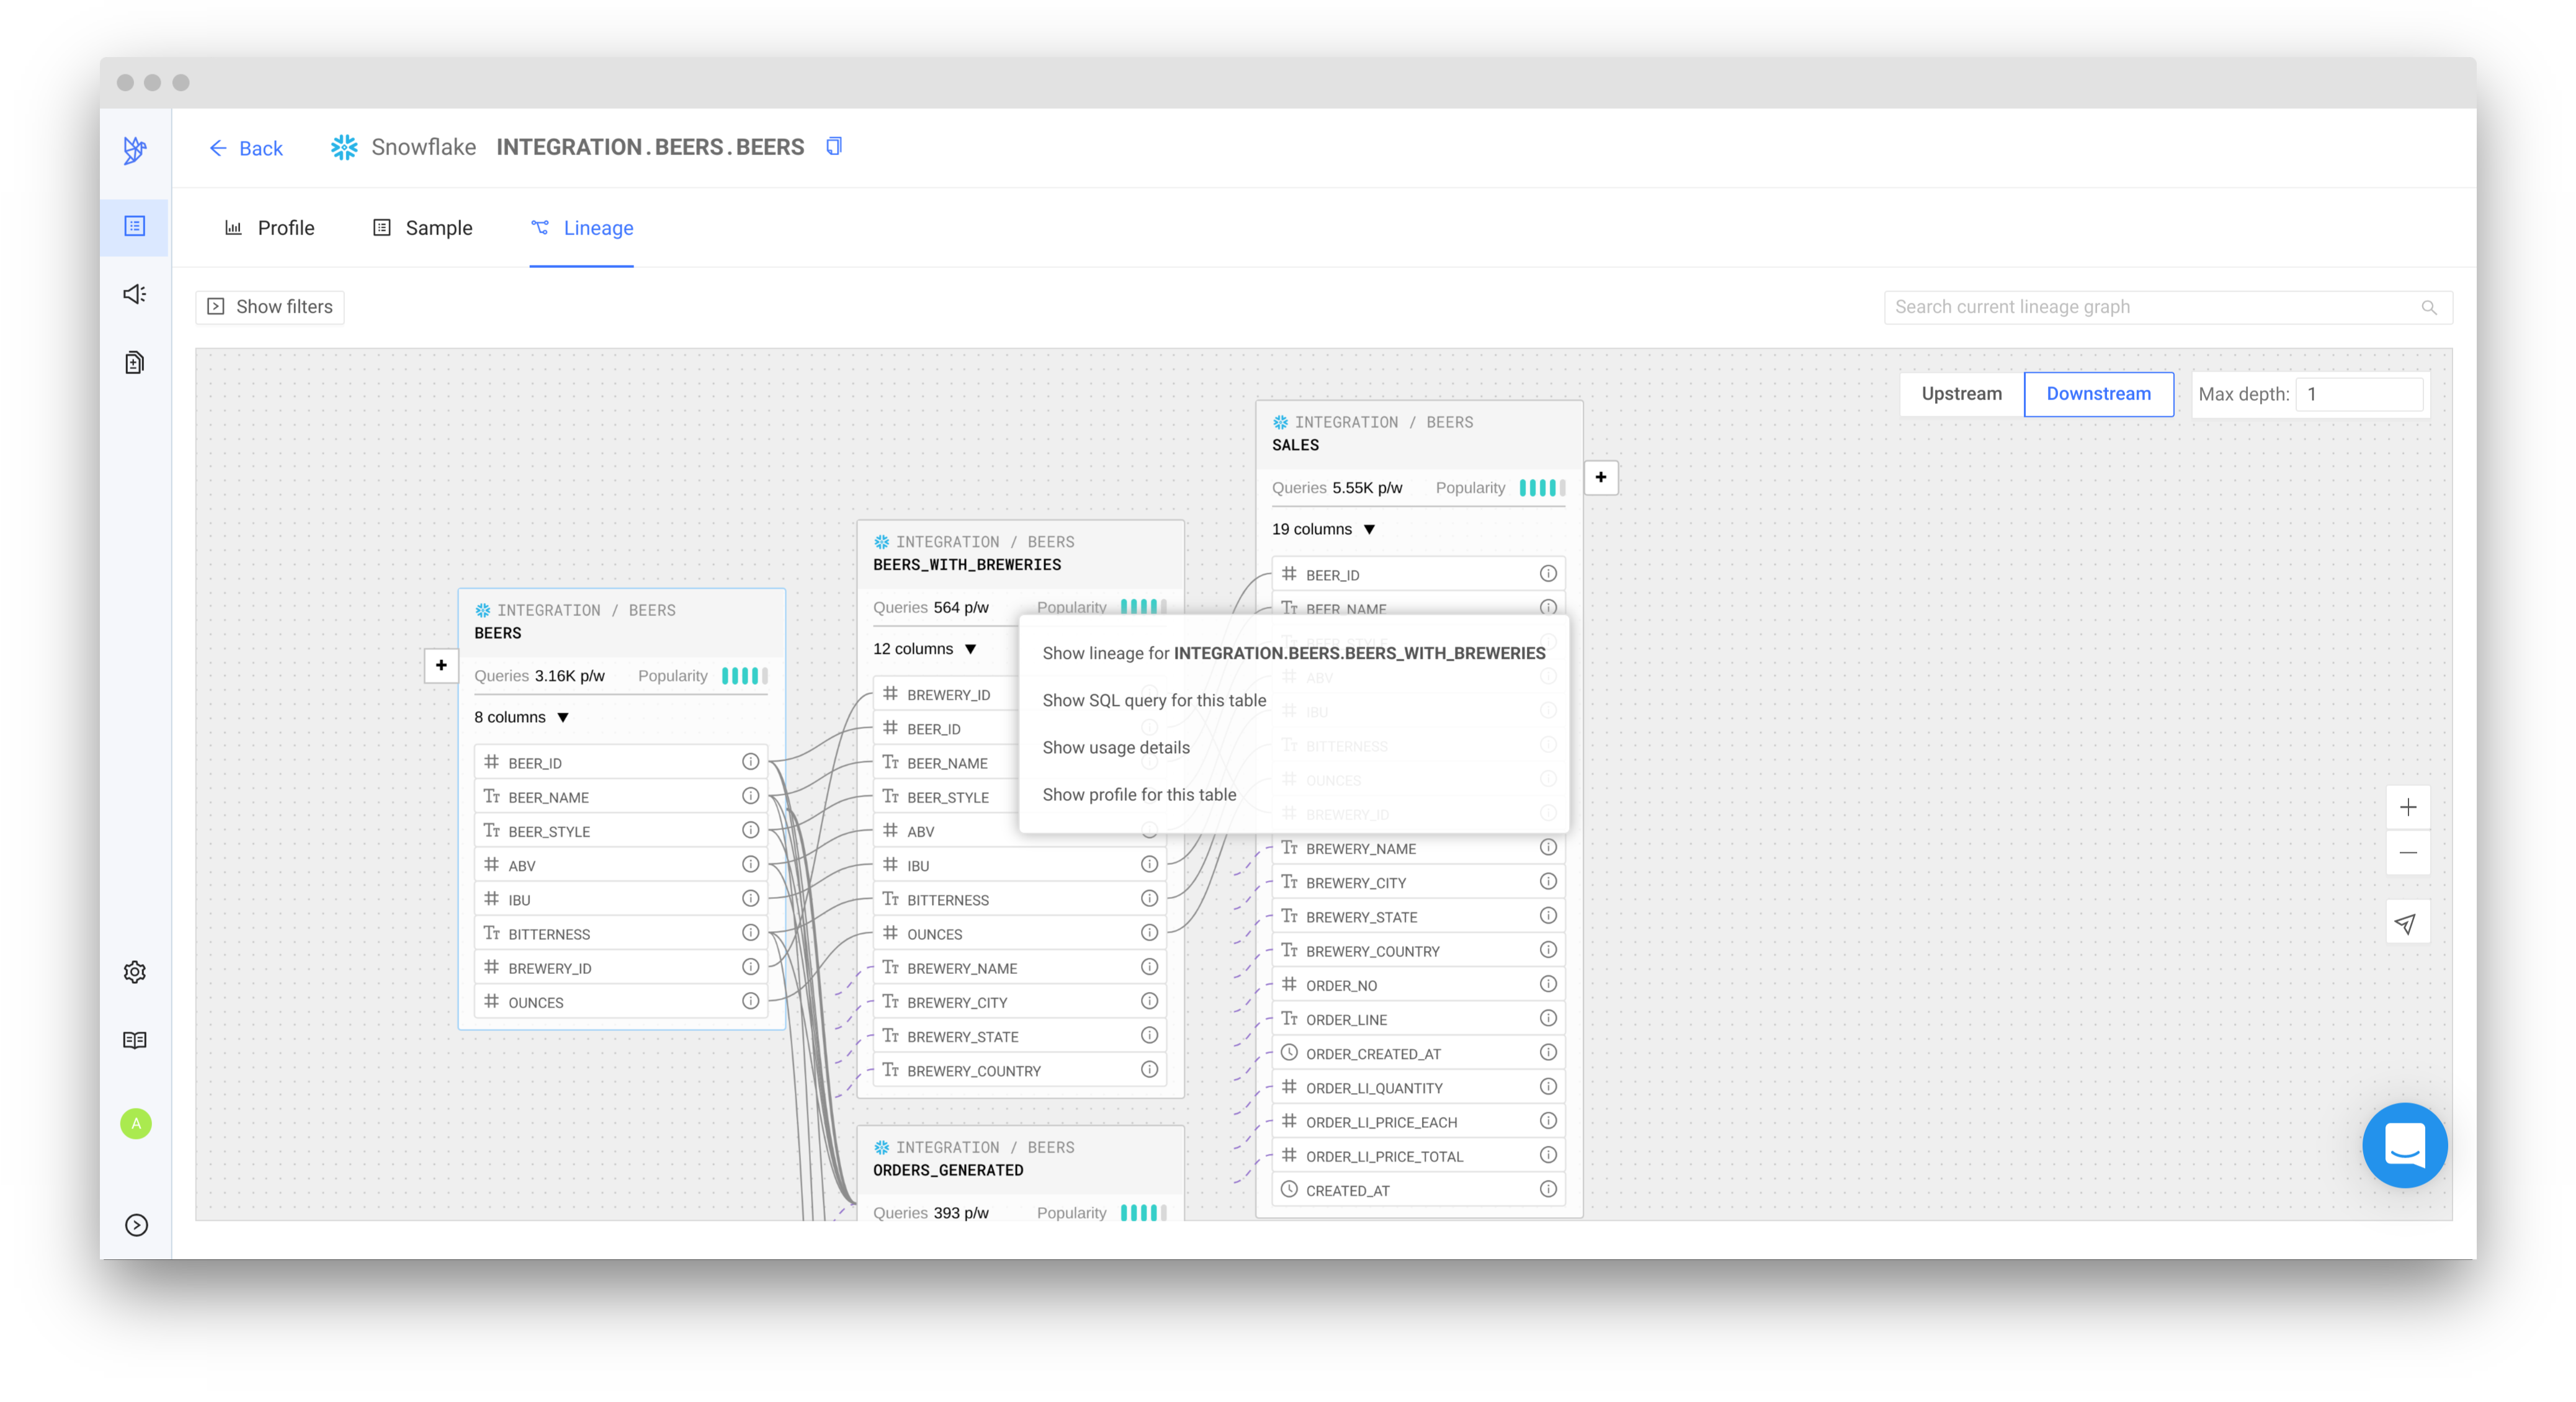 Back
Snowflake INTEGRATION.BEERS.BEERS
Profile
Sample
Lineage
Show filters
Search current lineage graph
Upstream
Downstream
Max depth: 1
INTEGRATION / BEERS
BEERS
Queries 3.16K p/w Popularity
8 columns
BEER_ID
BEER_NAME
BEER_STYLE
ABV
IBU
BITTERNESS
BREWERY_ID
OUNCES
INTEGRATION / BEERS
BEERS_WITH_BREWERIES
Queries 564 p/w Popularity
12 columns
BREWERY_ID
BEER_ID
BEER_NAME
BEER_STYLE
ABV
IBU
BITTERNESS
OUNCES
BREWERY_NAME
BREWERY_CITY
BREWERY_STATE
BREWERY_COUNTRY
INTEGRATION / BEERS
ORDERS_GENERATED
Queries 393 p/w Popularity
Show lineage for INTEGRATION.BEERS.BEERS_WITH_BREWERIES
Show SQL query for this table
Show usage details
Show profile for this table
INTEGRATION / BEERS
SALES
Queries 5.55K p/w Popularity
19 columns
BEER_ID
BEER_NAME
BEER_STYLE
ABV
IBU
BITTERNESS
OUNCES
BREWERY_ID
BREWERY_NAME
BREWERY_CITY
BREWERY_STATE
BREWERY_COUNTRY
ORDER_NO
ORDER_LINE
ORDER_CREATED_AT
ORDER_LI_QUANTITY
ORDER_LI_PRICE_EACH
ORDER_LI_PRICE_TOTAL
CREATED_AT
A